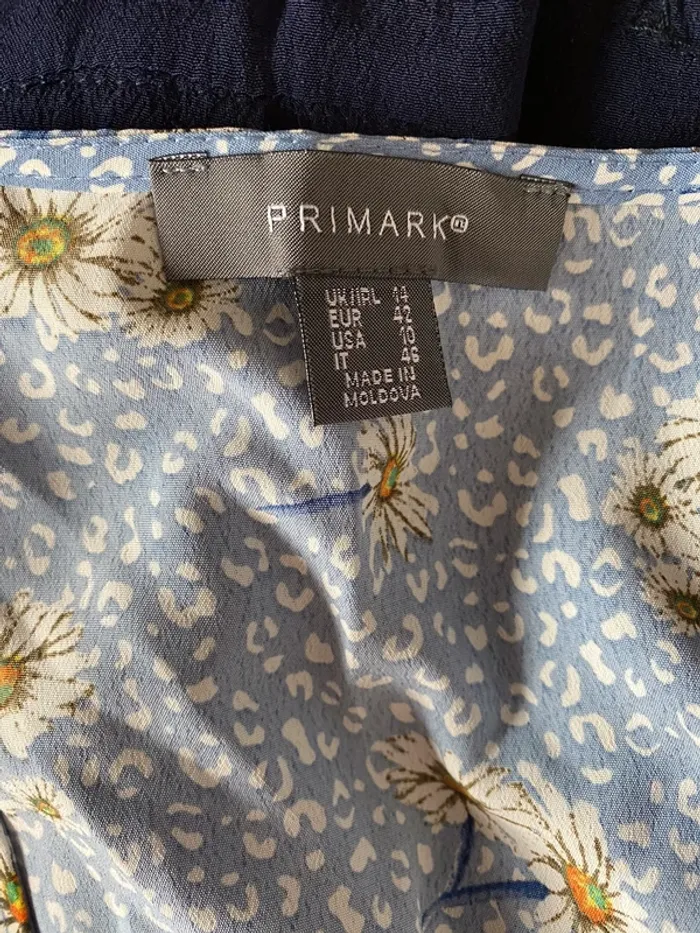 PRIMARK®
UK/IRL 14
EUR 42
USA 10
IT 46
MADE IN
MOLDOVA